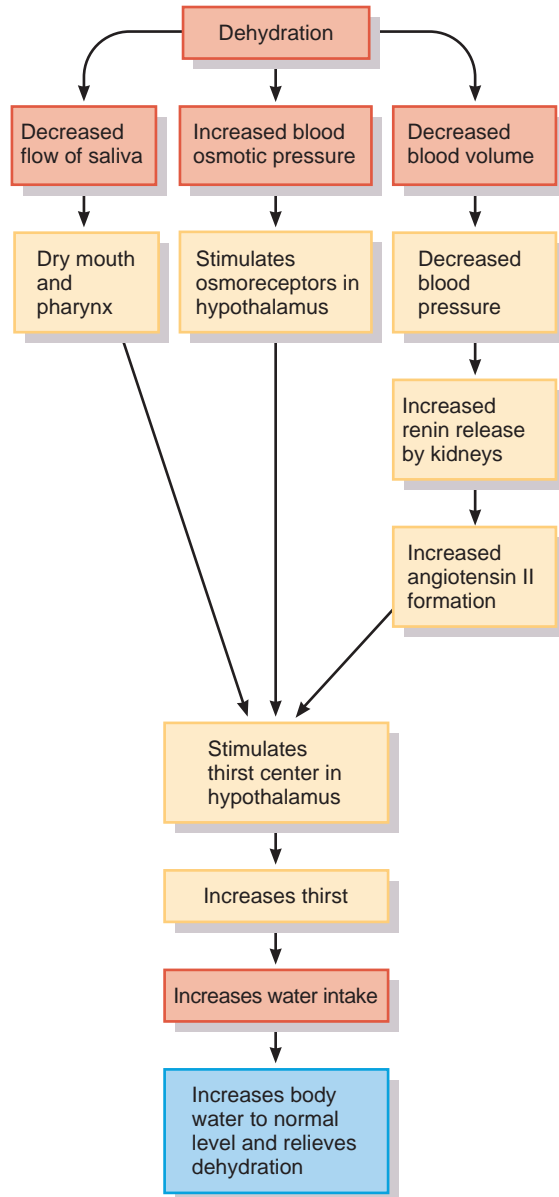 Dehydration
Decreased
flow of saliva
Increased blood
osmotic pressure
Decreased
blood volume
Dry mouth
and
pharynx
Stimulates
osmoreceptors in
hypothalamus
Decreased
blood
pressure
Increased
renin release
by kidneys
Increased
angiotensin II
formation
Stimulates
thirst center in
hypothalamus
Increases thirst
Increases water intake
Increases body
water to normal
level and relieves
dehydration